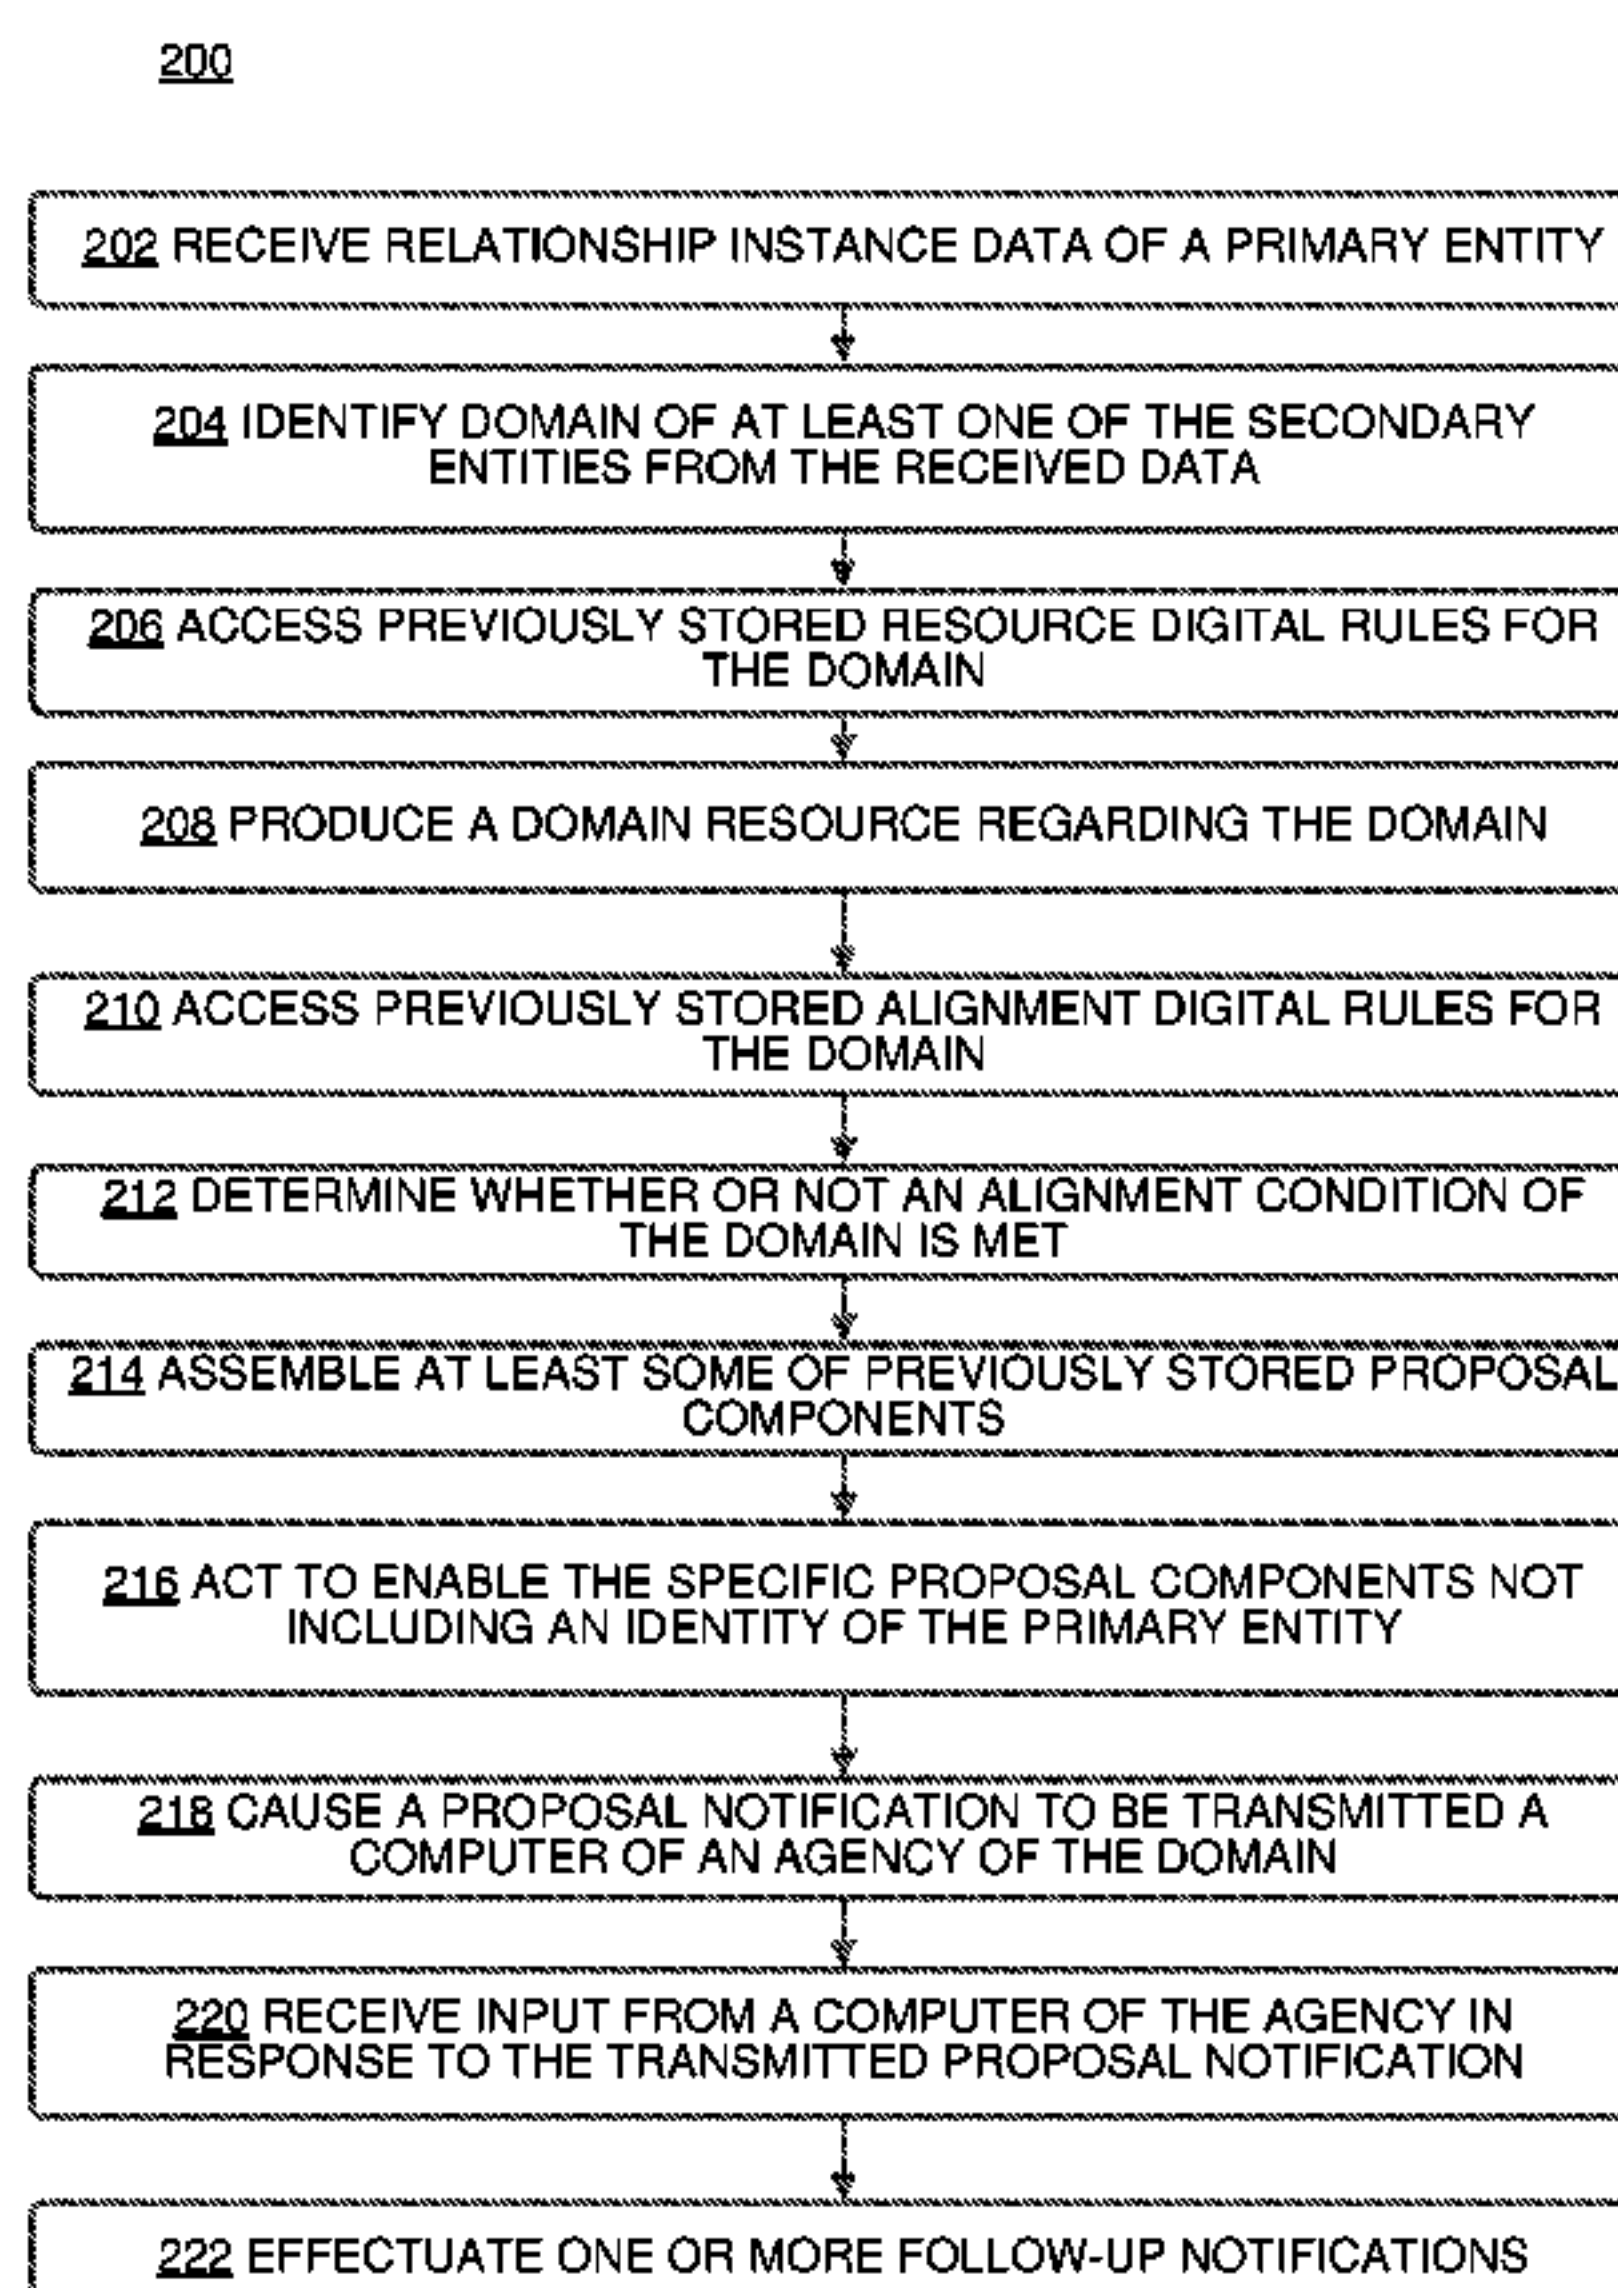 200
202 RECEIVE RELATIONSHIP INSTANCE DATA OF A PRIMARY ENTITY
204 IDENTIFY DOMAIN OF AT LEAST ONE OF THE SECONDARY
ENTITIES FROM THE RECEIVED DATA
206 ACCESS PREVIOUSLY STORED RESOURCE DIGITAL RULES FOR
THE DOMAIN
208 PRODUCE A DOMAIN RESOURCE REGARDING THE DOMAIN
210 ACCESS PREVIOUSLY STORED ALIGNMENT DIGITAL RULES FOR
THE DOMAIN
212 DETERMINE WHETHER OR NOT AN ALIGNMENT CONDITION OF
THE DOMAIN IS MET
214 ASSEMBLE AT LEAST SOME OF PREVIOUSLY STORED PROPOSAL
COMPONENTS
216 ACT TO ENABLE THE SPECIFIC PROPOSAL COMPONENTS NOT
INCLUDING AN IDENTITY OF THE PRIMARY ENTITY
218 CAUSE A PROPOSAL NOTIFICATION TO BE TRANSMITTED A
COMPUTER OF AN AGENCY OF THE DOMAIN
220 RECEIVE INPUT FROM A COMPUTER OF THE AGENCY IN
RESPONSE TO THE TRANSMITTED PROPOSAL NOTIFICATION
222 EFFECTUATE ONE OR MORE FOLLOW-UP NOTIFICATIONS